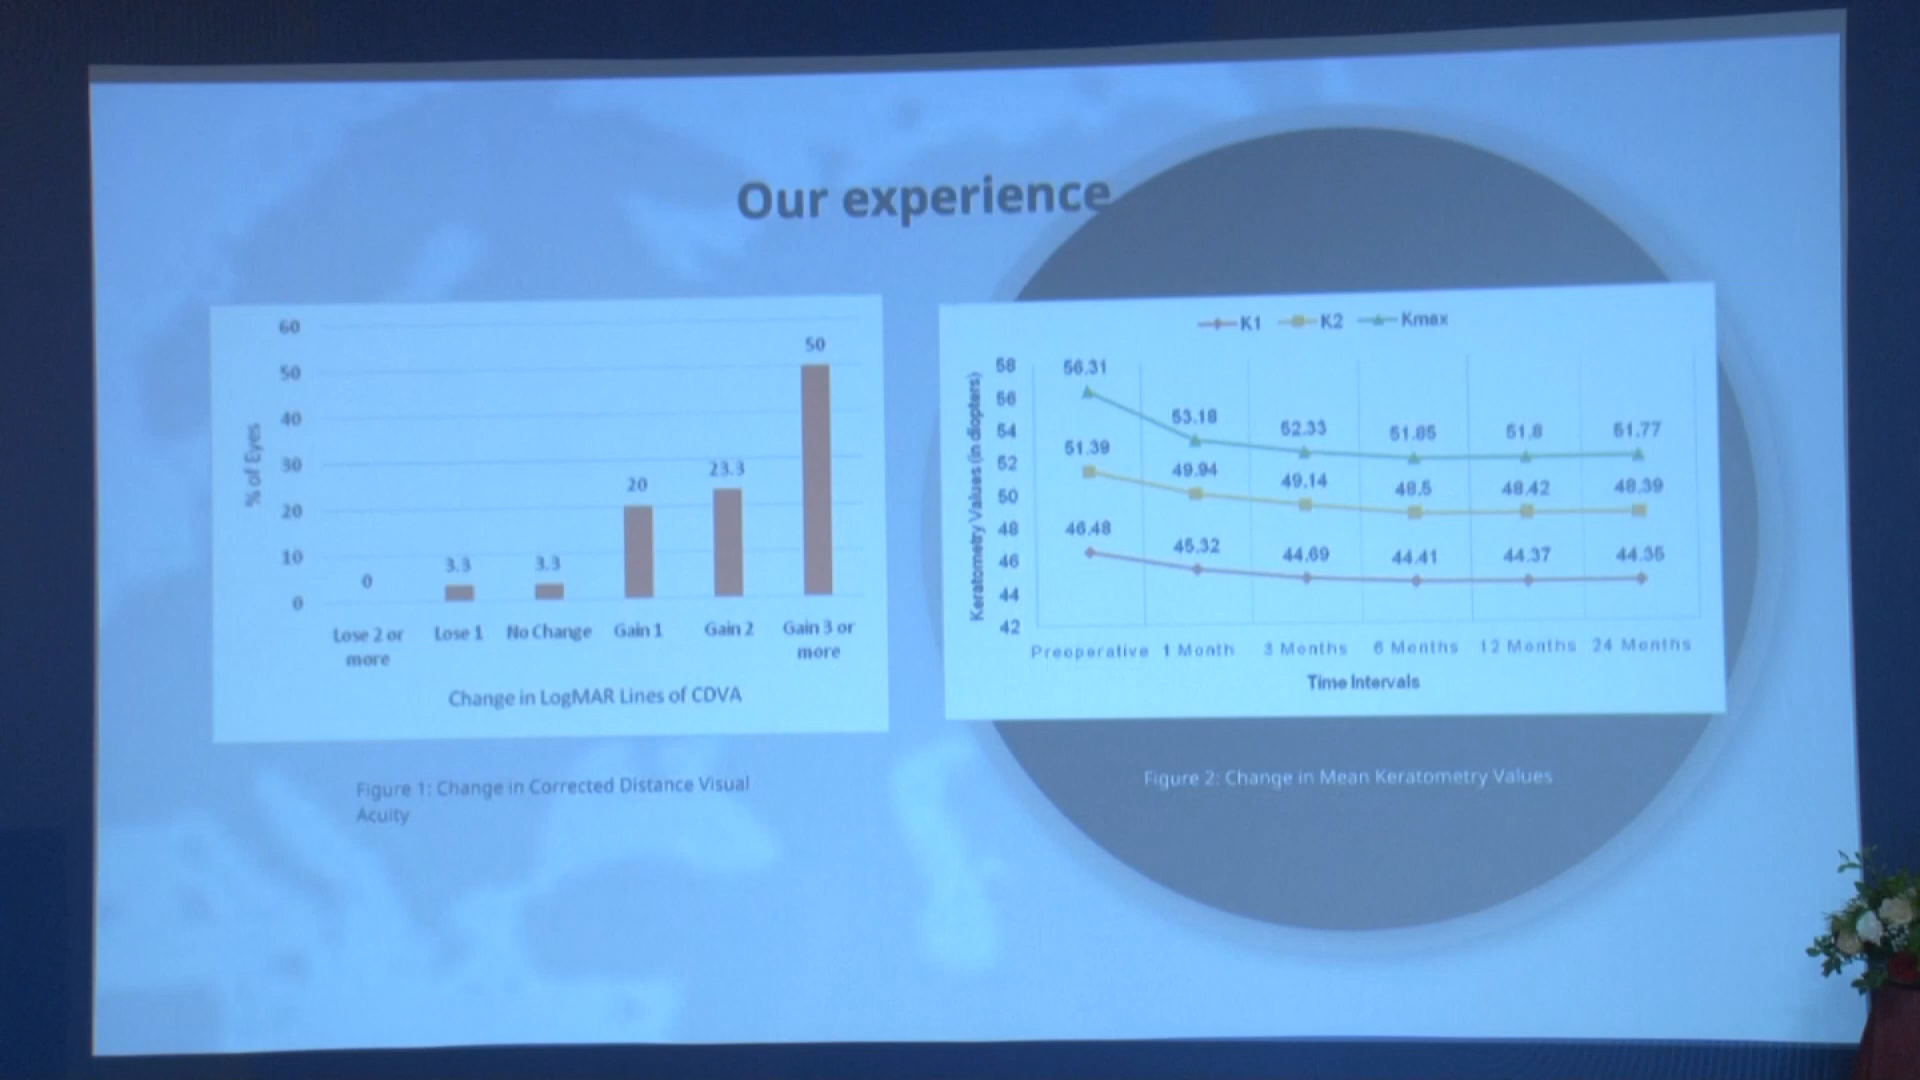 Our experience
60
50
40
30
20
10
0
% of Eyes
0
3.3
3.3
20
23.3
50
Lose 2 or more
Lose 1
No Change
Gain 1
Gain 2
Gain 3 or more
Change in LogMAR Lines of CDVA
Figure 1: Change in Corrected Distance Visual
Acuity
K1 K2 Kmax
Keratometry Values (in diopters)
58
56
54
52
50
48
46
44
42
56.31
53.18
52.33
51.85
51.8
51.77
51.39
49.94
49.14
48.5
48.42
48.39
46.48
45.32
44.69
44.41
44.37
44.35
Preoperative 1 Month 3 Months 6 Months 12 Months 24 Months
Time Intervals
Figure 2: Change in Mean Keratometry Values